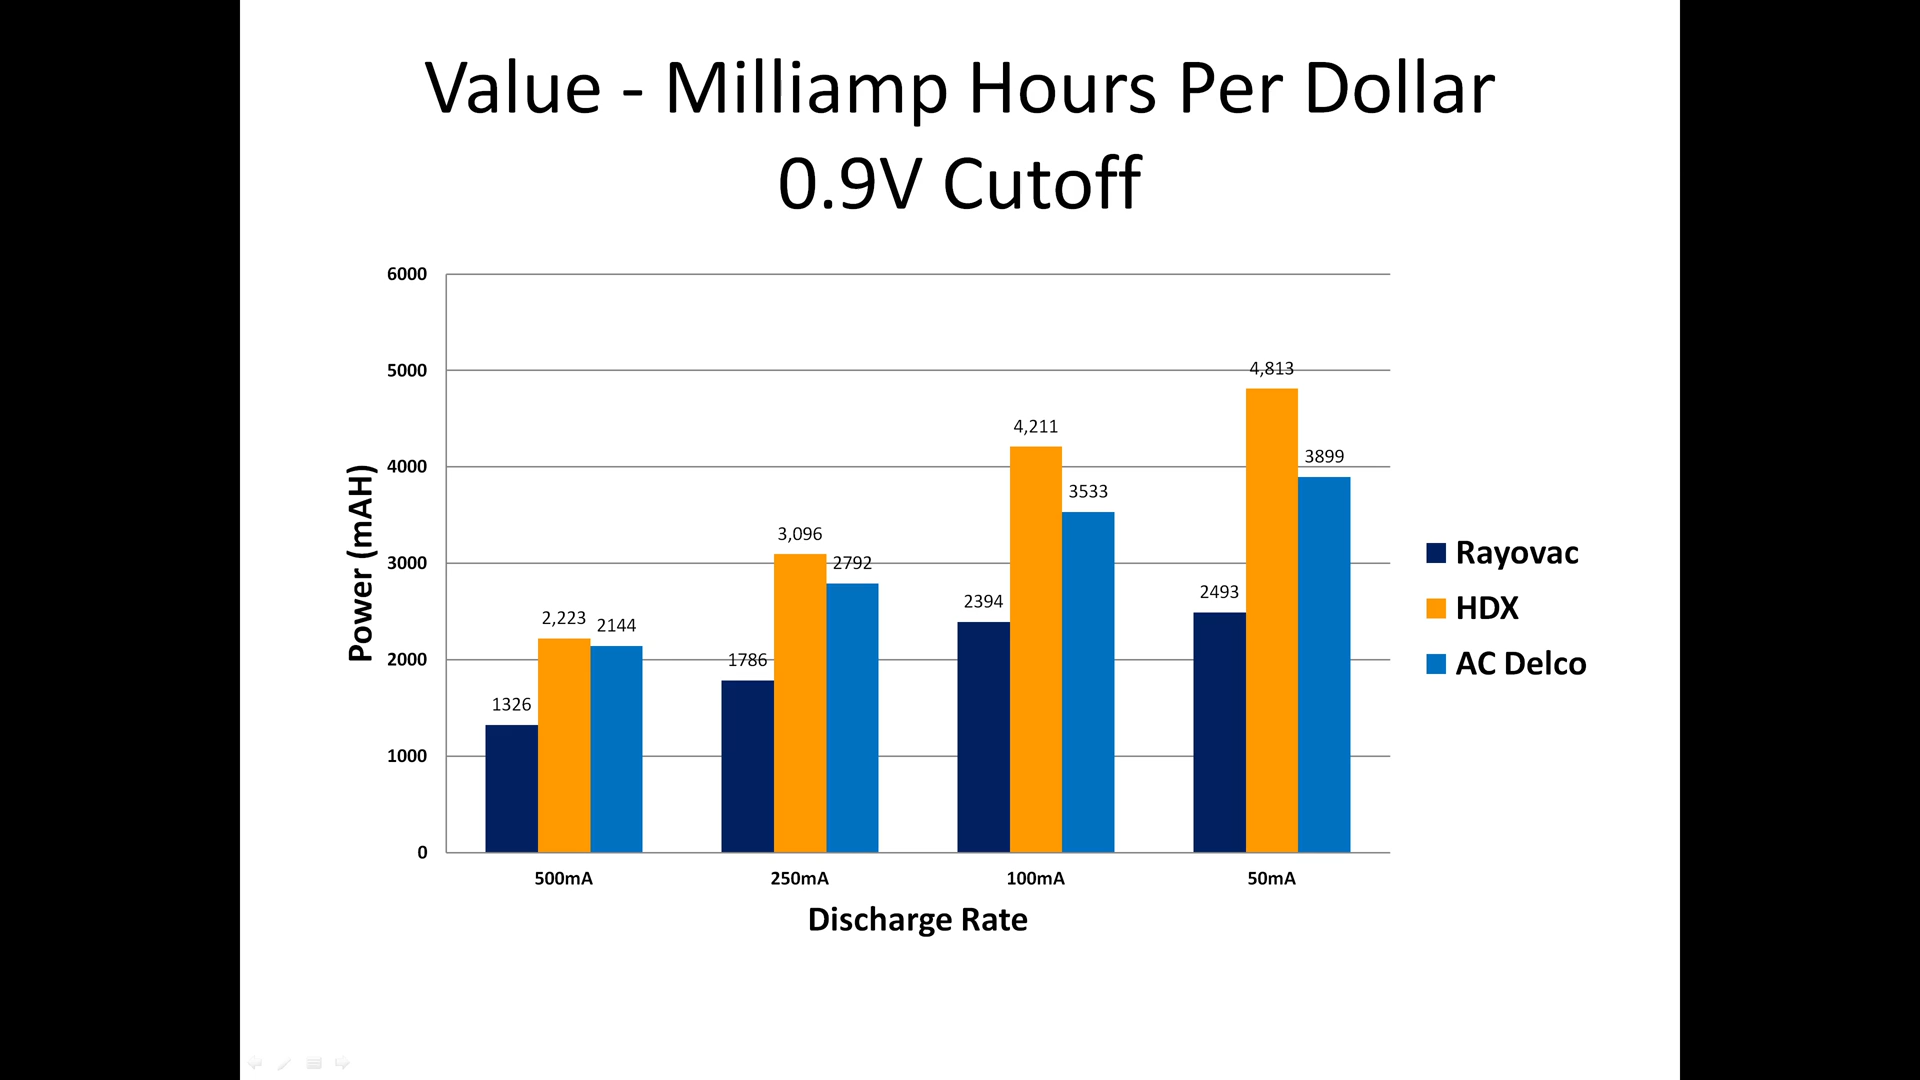 Value - Milliamp Hours Per Dollar
0.9V Cutoff
6000
5000
4000
3000
2000
1000
0
Power (mAH)
1326
2,223
2144
1786
3,096
2792
2394
4,211
3533
2493
4,813
3899
500mA
250mA
100mA
50mA
Discharge Rate
Rayovac
HDX
AC Delco